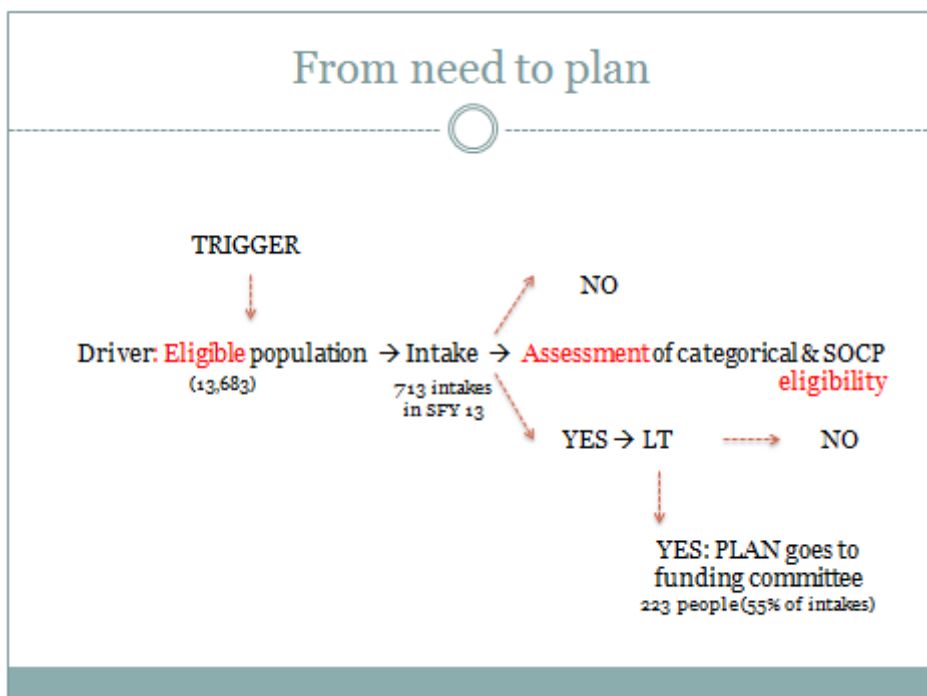 From need to plan
TRIGGER
NO
Driver: Eligible population → Intake → Assessment of categorical & SOCP
eligibility
(13,683)
713 intakes
in SFY 13
YES → LT
NO
YES: PLAN goes to
funding committee
223 people(55% of intakes)